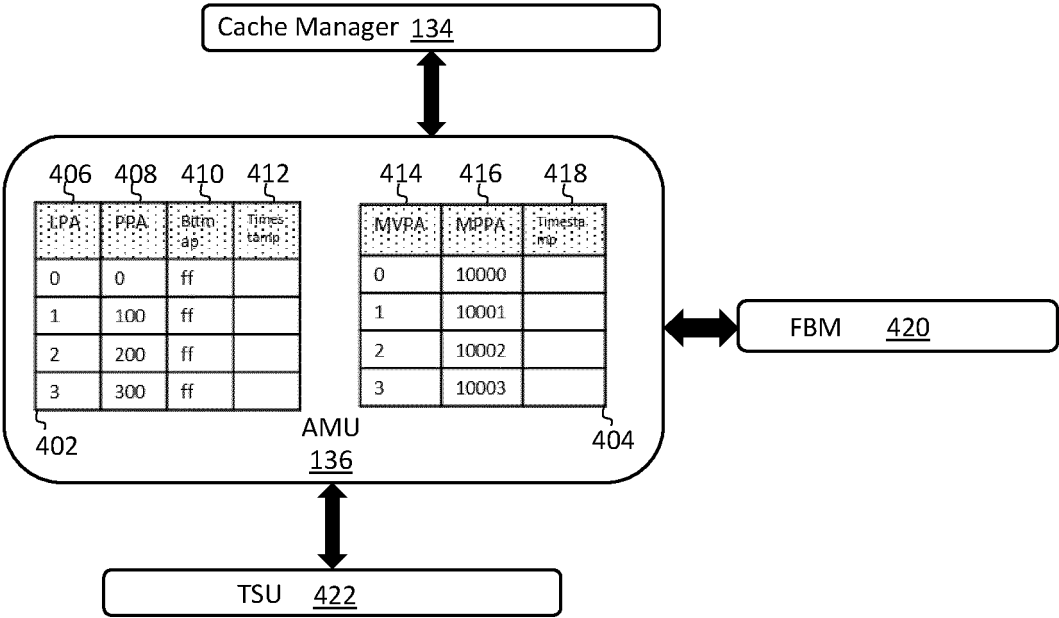 Cache Manager 134
406 408 410 412 414 416 418
LPA PPA Bitm ap Times tamp
MVPA MPPA Timesta mp
0 0 ff
1 100 ff
2 200 ff
3 300 ff
0 10000
1 10001
2 10002
3 10003
402
AMU
136
404
FBM 420
TSU 422